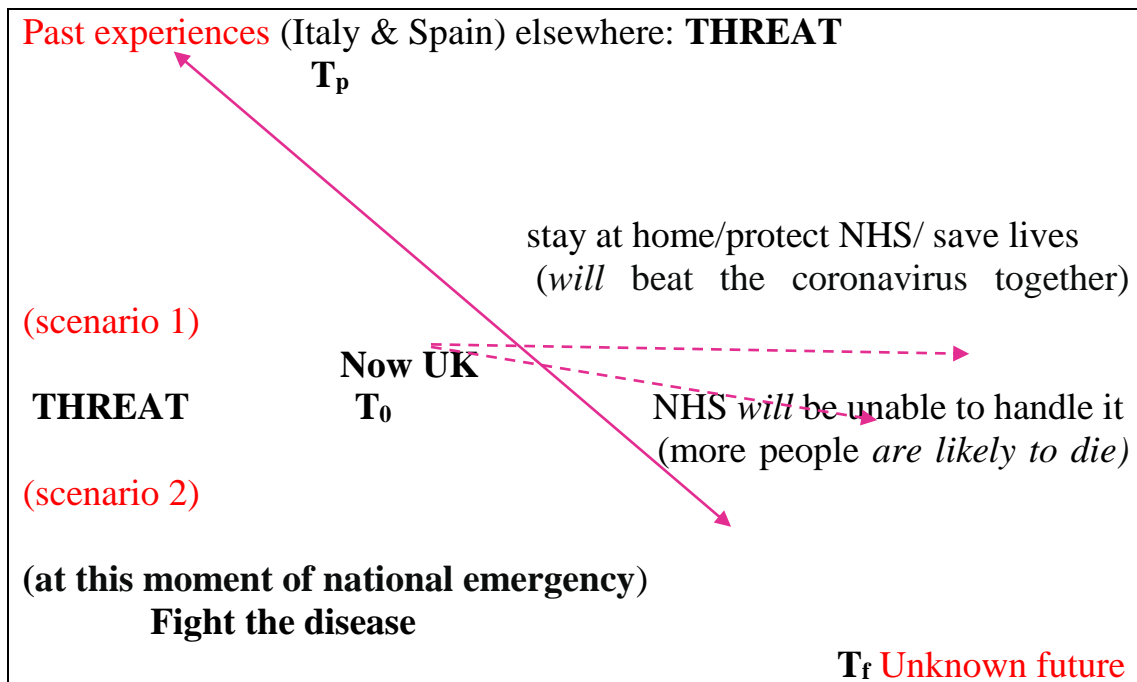 Past experiences (Italy & Spain) elsewhere: THREAT
Tp
stay at home/protect NHS/ save lives
(will beat the coronavirus together)
(scenario 1)
Now UK
THREAT T0 NHS will be unable to handle it
(more people are likely to die)
(scenario 2)
(at this moment of national emergency)
Fight the disease
Tf Unknown future